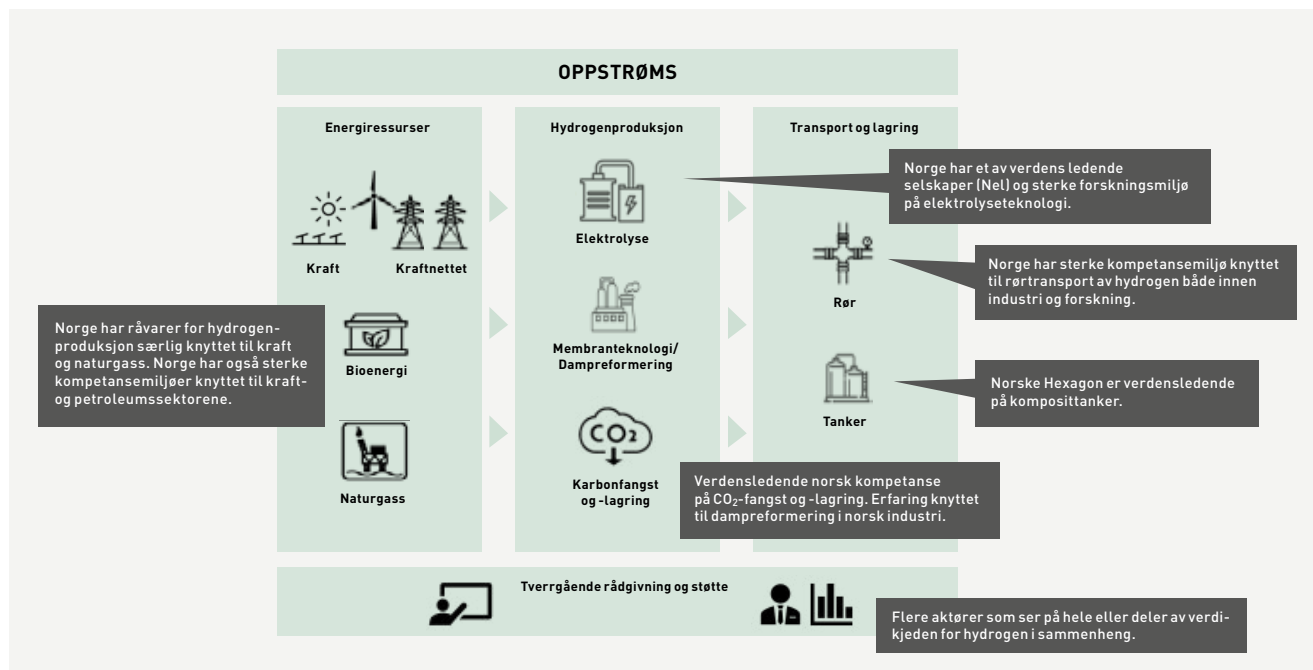 OPPSTRØMS
Energiressurser
Kraft
Kraftnettet
Bioenergi
Naturgass
Norge har råvarer for hydrogen-
produksjon særlig knyttet til kraft
og naturgass. Norge har også sterke
kompetansemiljøer knyttet til kraft-
og petroleumssektorene.
Hydrogenproduksjon
Elektrolyse
Membranteknologi/
Dampreformering
CO2
Karbonfangst
og -lagring
Transport og lagring
Rør
Tanker
Norge har et av verdens ledende
selskaper (Nel) og sterke forskningsmiljø
på elektrolyseteknologi.
Norge har sterke kompetansemiljø knyttet
til rørtransport av hydrogen både innen
industri og forskning.
Norske Hexagon er verdensledende
på komposittanker.
Verdensledende norsk kompetanse
på CO₂-fangst og -lagring. Erfaring knyttet
til dampreformering i norsk industri.
Tverrgående rådgivning og støtte
Flere aktører som ser på hele eller deler av verdi-
kjeden for hydrogen i sammenheng.